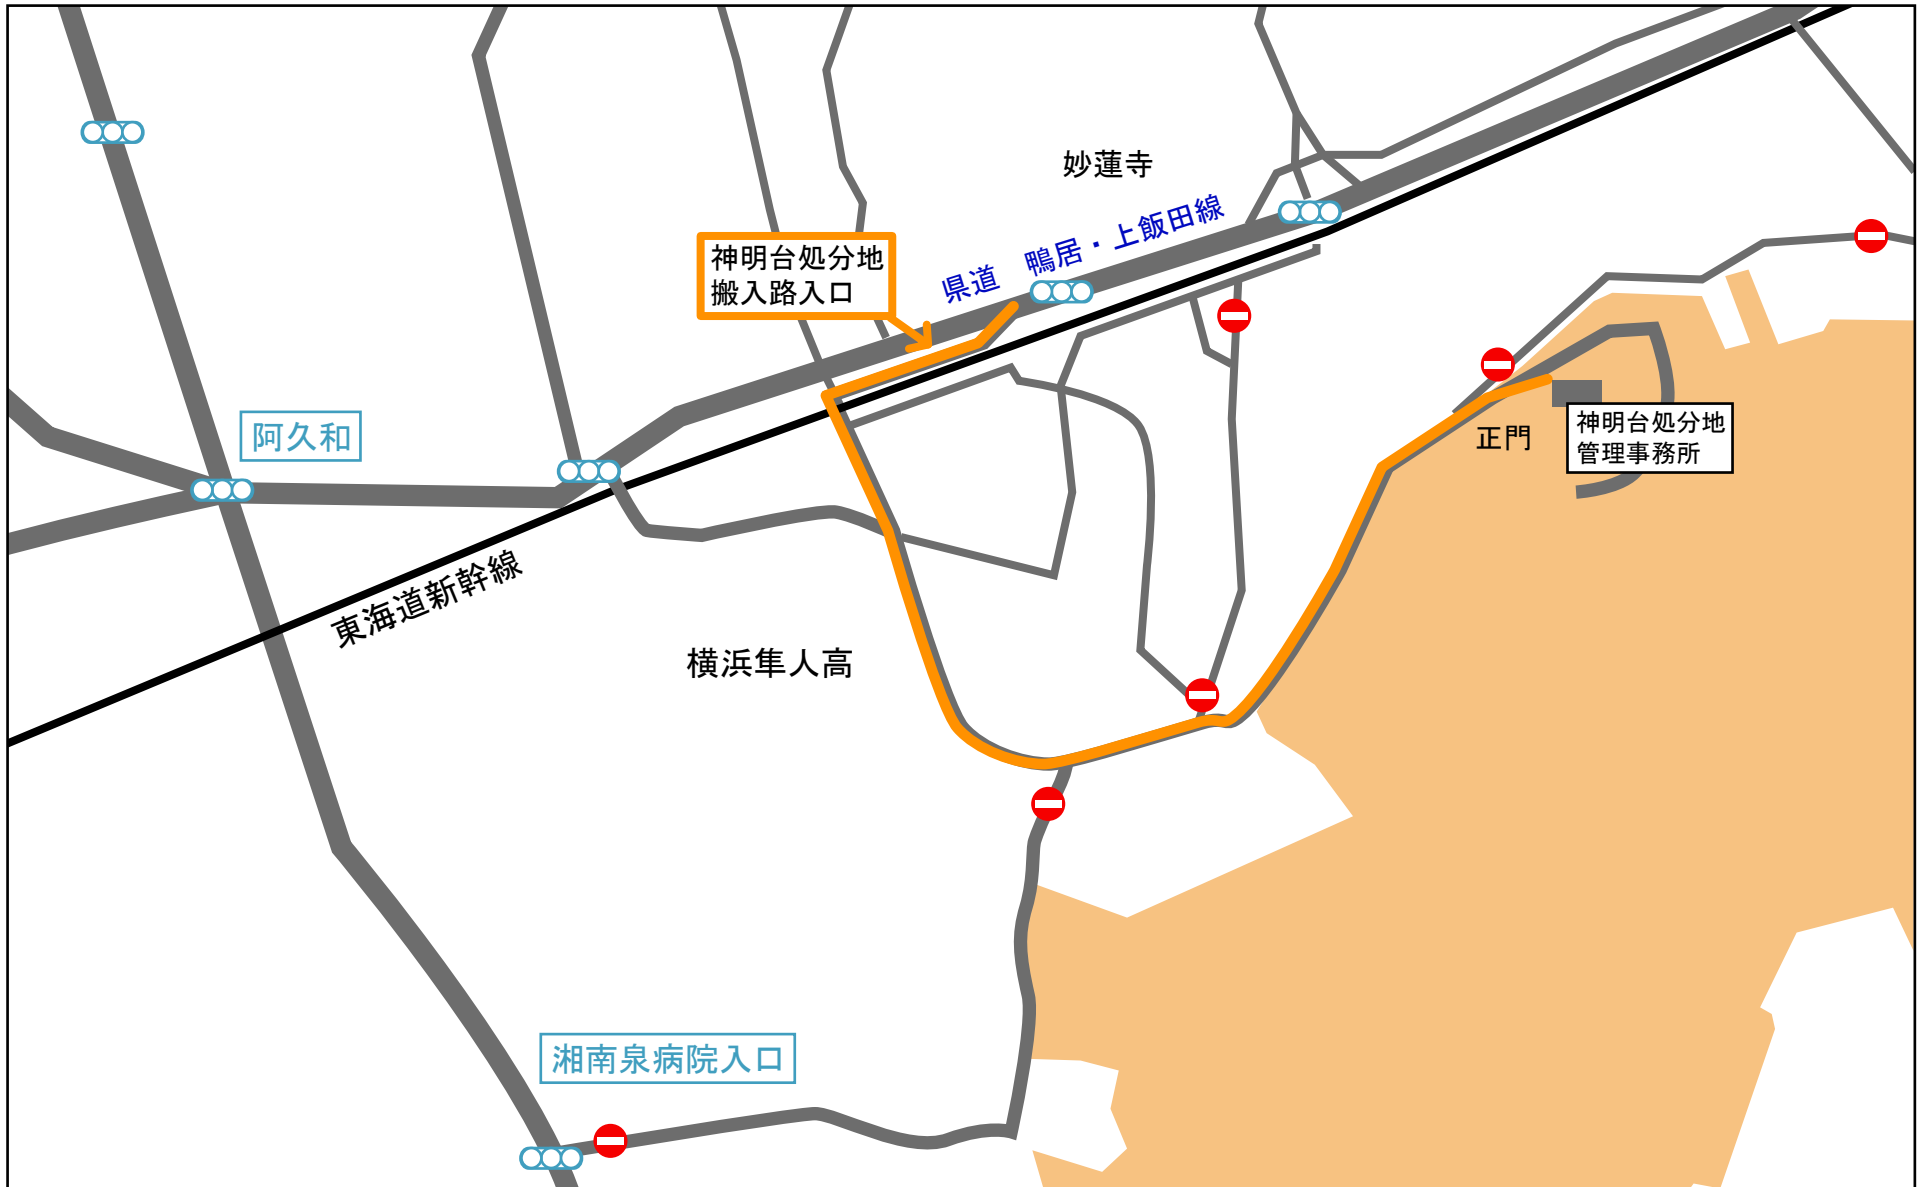 妙蓮寺
県道　鴨居・上飯田線
神明台処分地
搬入路入口
阿久和
正門
神明台処分地
管理事務所
東海道新幹線
横浜隼人高
湘南泉病院入口